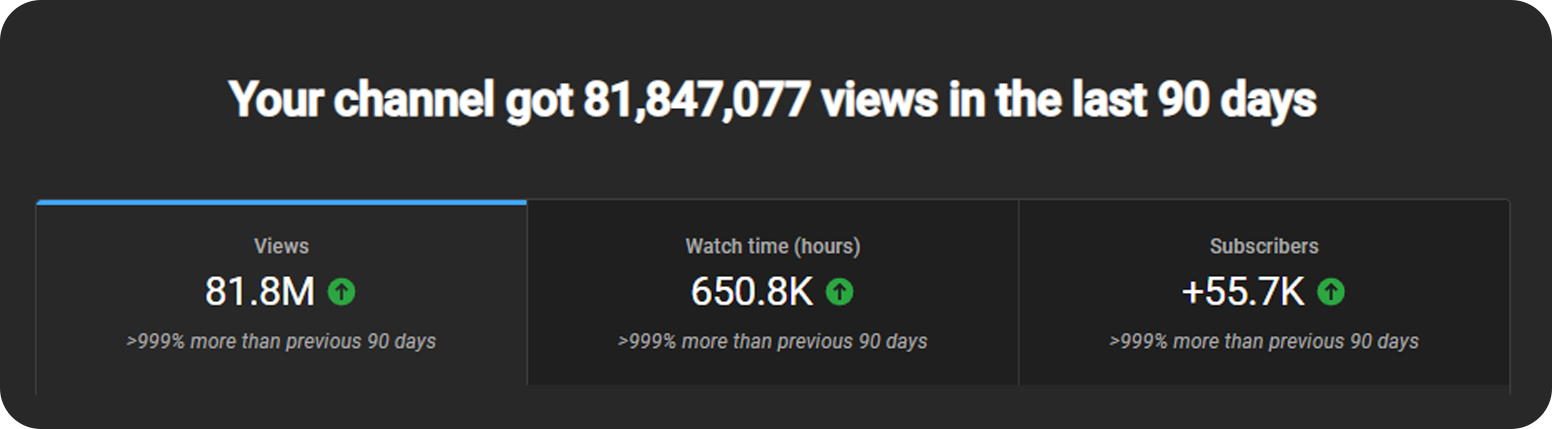 Your channel got 81,847,077 views in the last 90 days
Views
81.8M
>999% more than previous 90 days
Watch time (hours)
650.8K
>999% more than previous 90 days
Subscribers
+55.7K
>999% more than previous 90 days